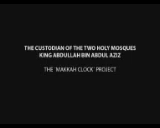 THE CUSTODIAN OF THE TWO HOLY MOSQUES
KING ABDULLAH BIN ABDUL AZIZ
THE 'MAKKAH CLOCK' PROJECT